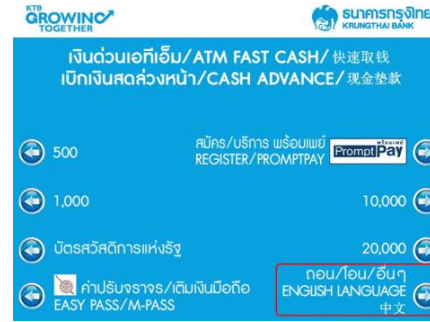 KTB
GROWING
TOGETHER
ธนาคารกรุงไทย
KRUNGTHAI BANK
เงินด่วนเอทีเอ็ม/ATM FAST CASH/快速取钱
เบิกเงินสดล่วงหน้า/CASH ADVANCE/现金垫款
500
สมัคร/บริการ พร้อมเพย์
REGISTER/PROMPTPAY
พร้อมเพย์
PromptPay
1,000
10,000
บัตรสวัสดิการแห่งรัฐ
20,000
ค่าปรับจราจร/เติมเงินมือถือ
EASY PASS/M-PASS
ถอน/โอน/อื่นๆ
ENGLISH LANGUAGE
中文